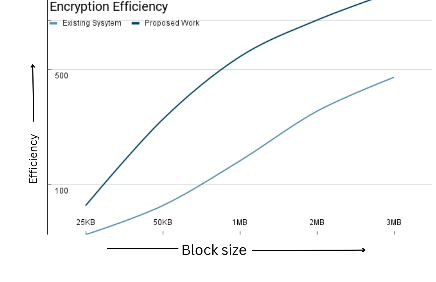 Encryption Efficiency
Existing Sysytem Proposed Work
500
Efficiency
100
25KB 50KB 1MB 2MB 3MB
Block size